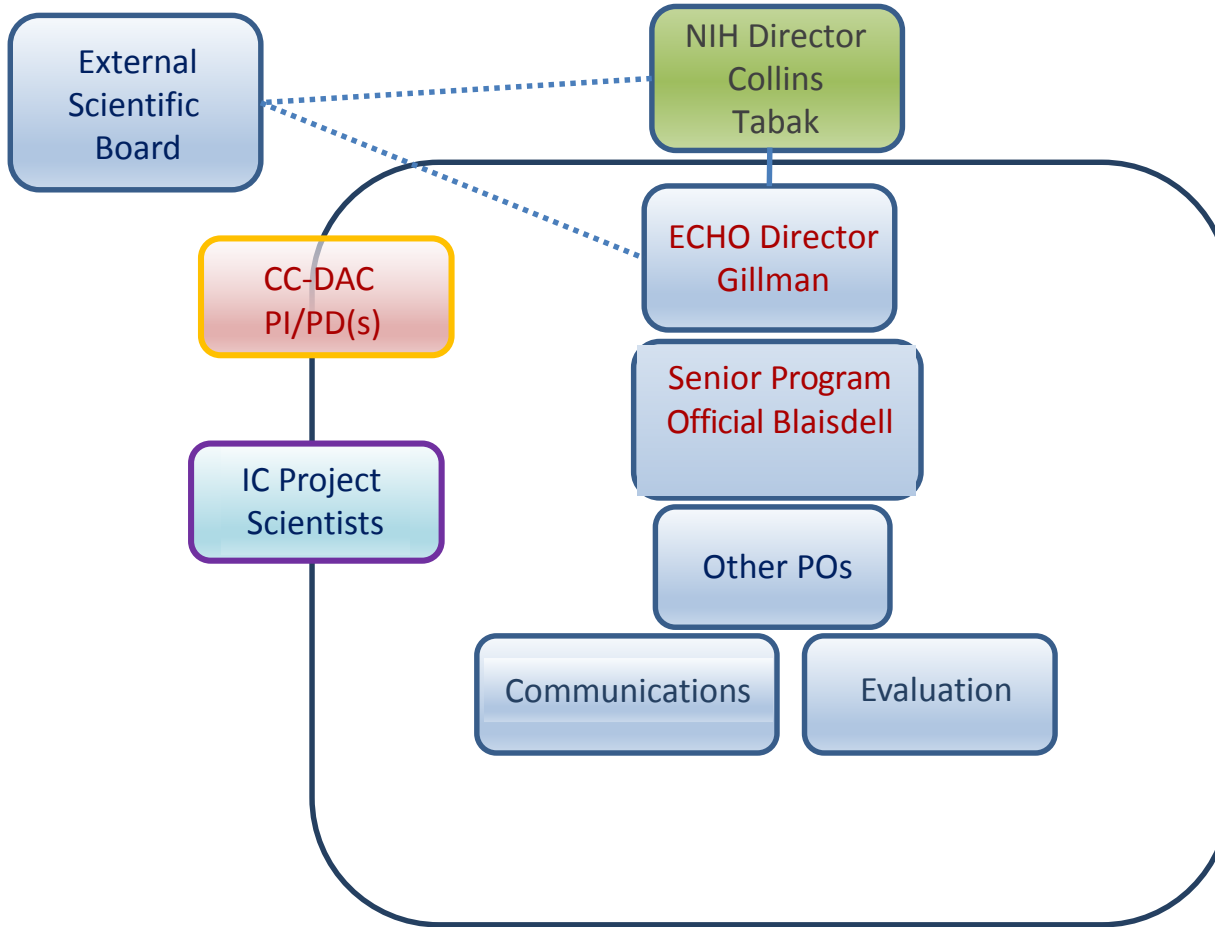 External
Scientific
Board
NIH Director
Collins
Tabak
ECHO Director
Gillman
CC-DAC
PI/PD(s)
Senior Program
Official Blaisdell
IC Project
Scientists
Other POs
Communications
Evaluation